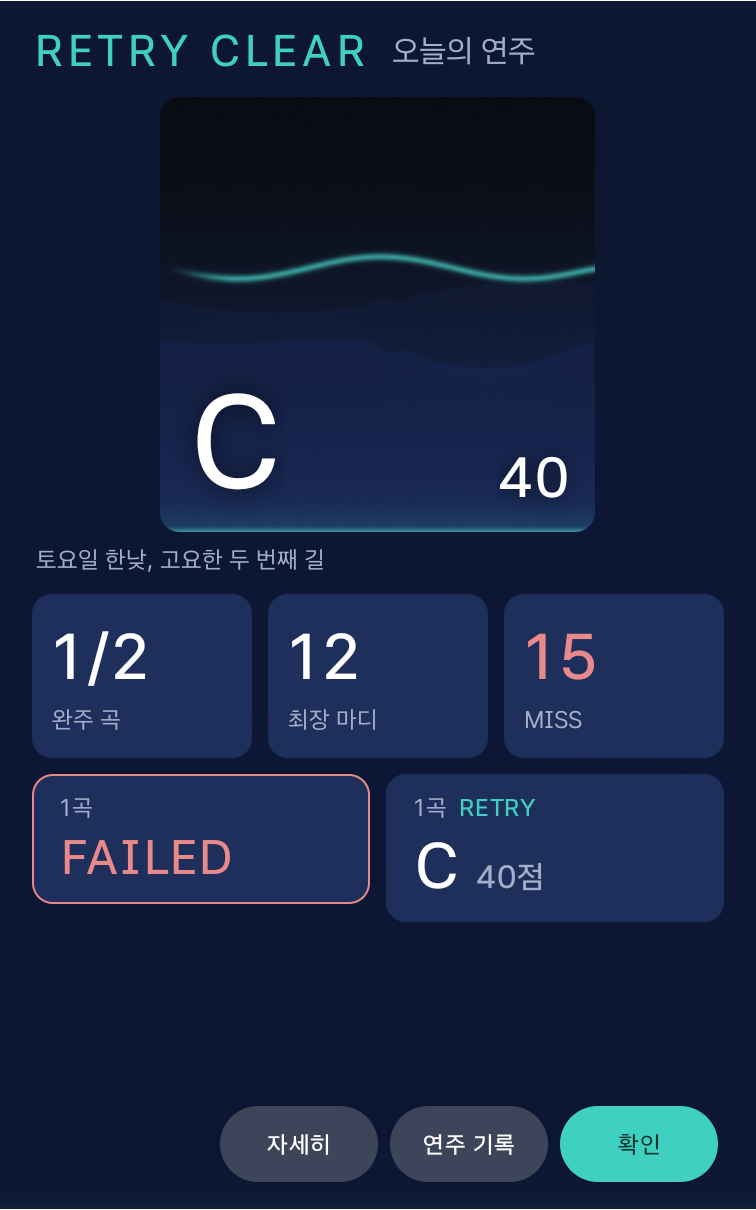 RETRY CLEAR 오늘의 연주
C 40
토요일 한낮, 고요한 두 번째 길
1/2 12 15
완주 곡 최장 마디 MISS
1곡 1곡 RETRY
FAILED C 40점
자세히 연주 기록 확인